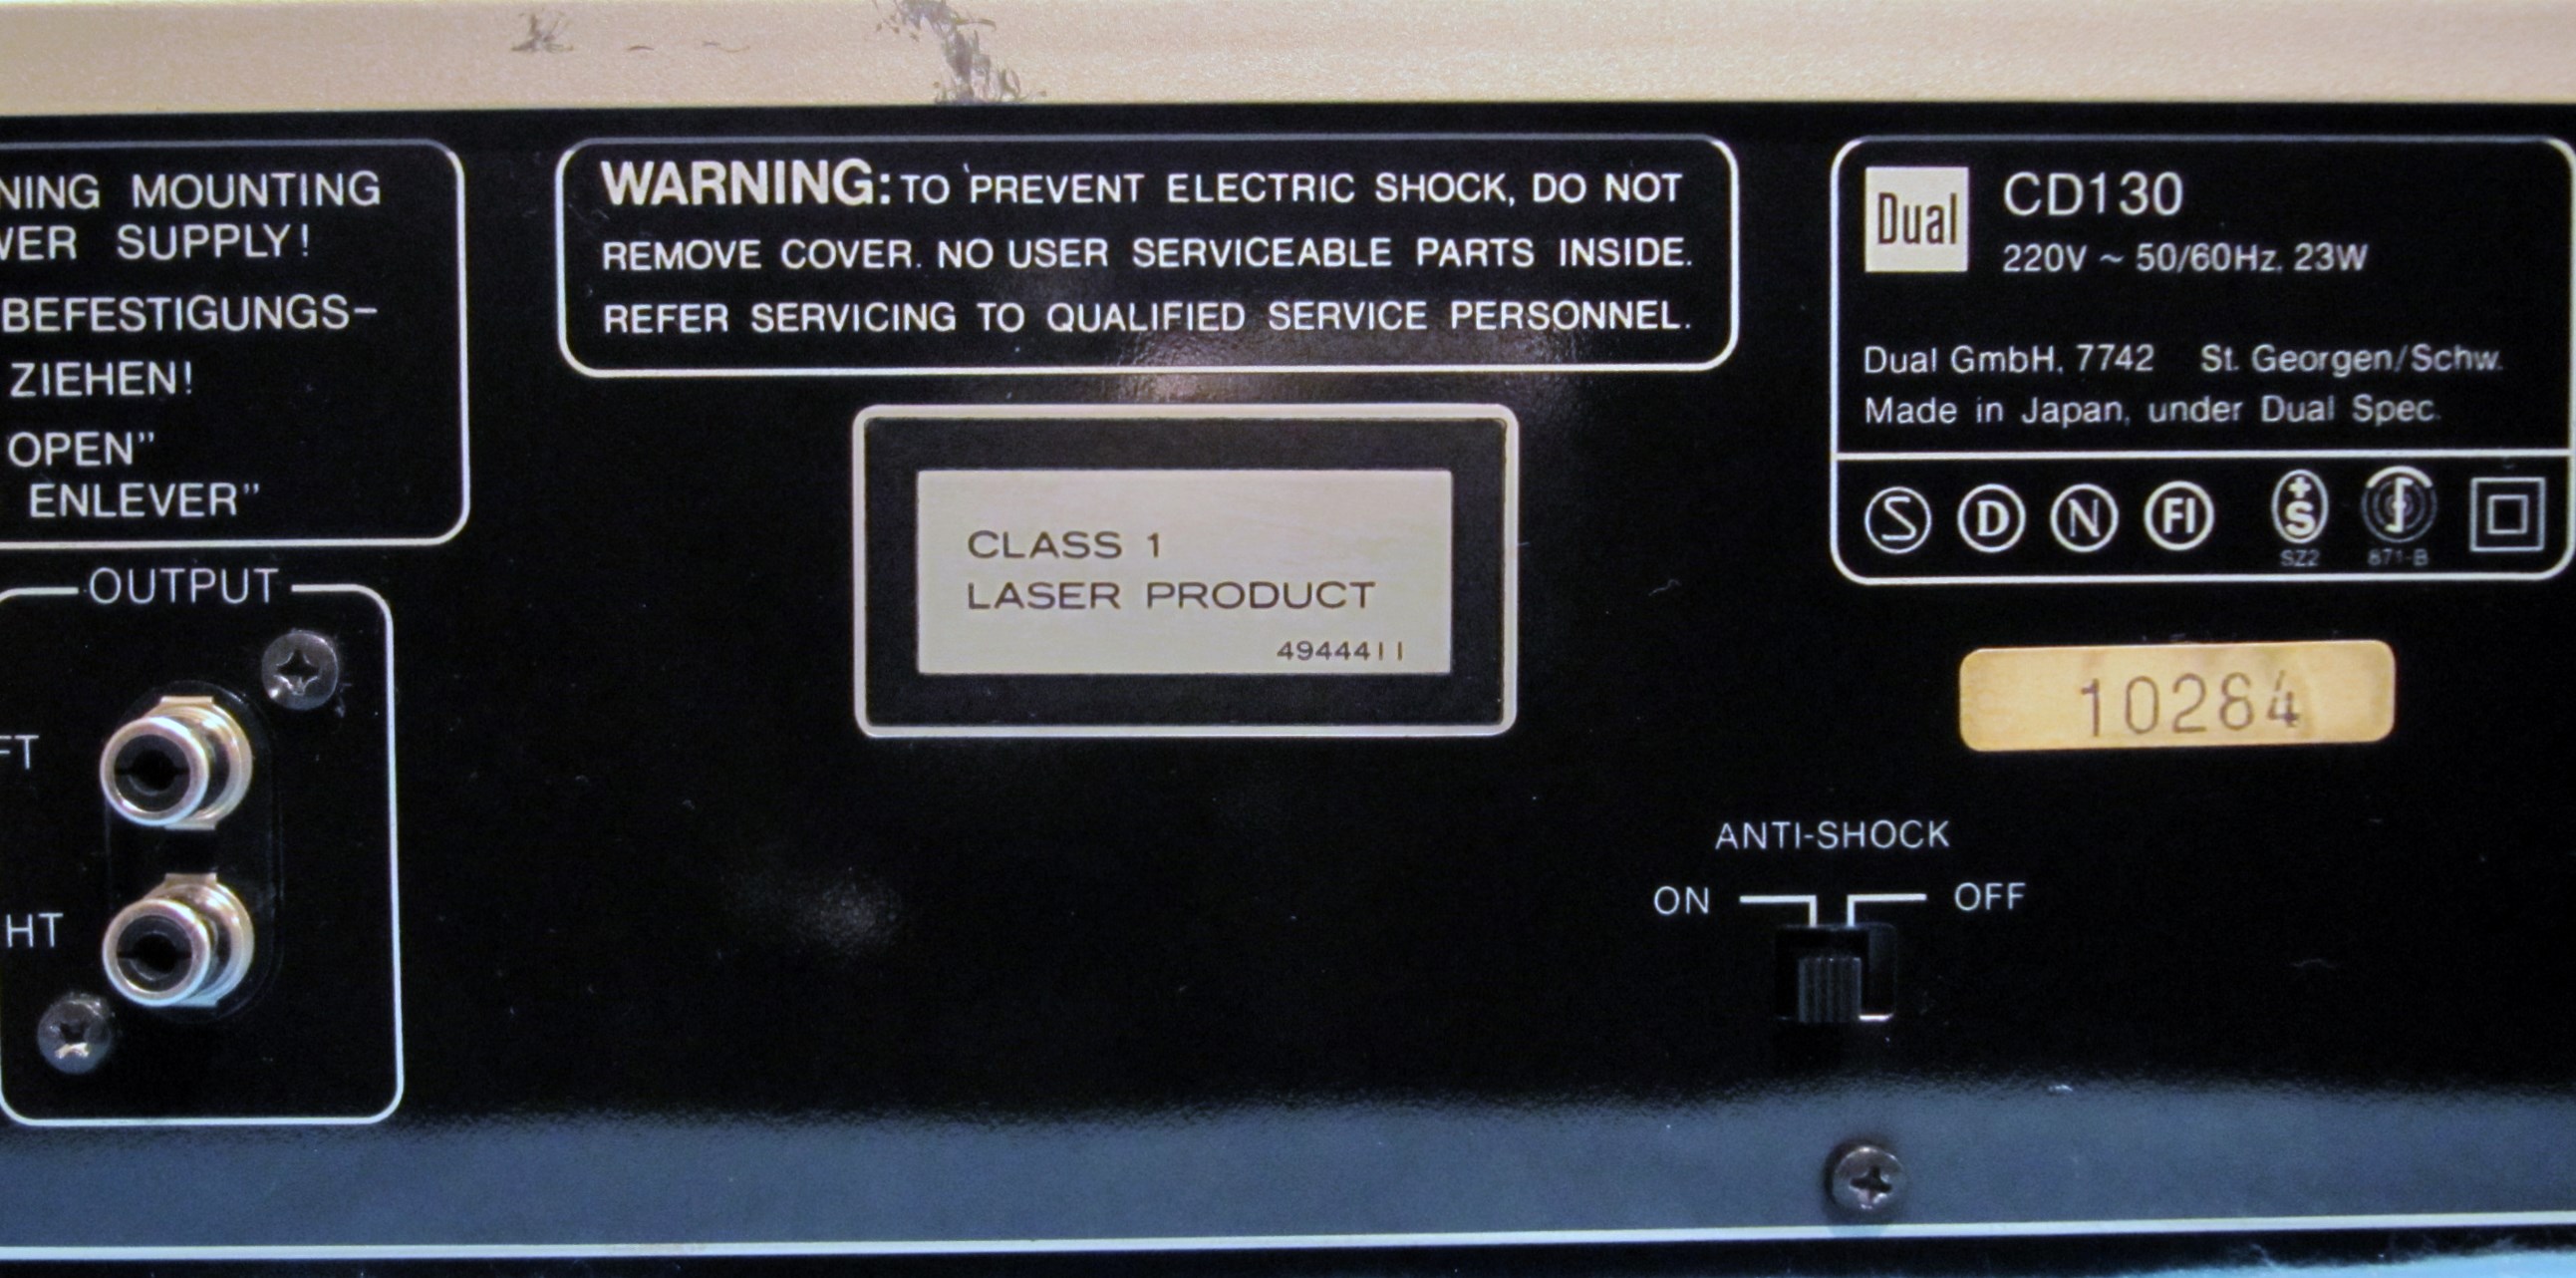 NING MOUNTING
WER SUPPLY!
BEFESTIGUNGS-
ZIEHEN!
OPEN"
ENLEVER"
WARNING: TO PREVENT ELECTRIC SHOCK, DO NOT
REMOVE COVER. NO USER SERVICEABLE PARTS INSIDE.
REFER SERVICING TO QUALIFIED SERVICE PERSONNEL.
Dual
CD130
220V ~ 50/60Hz. 23W
Dual GmbH, 7742 St. Georgen/Schw.
Made in Japan, under Dual Spec.
S D N FI +S
SZ2 871-B
CLASS 1
LASER PRODUCT
4944411
OUTPUT
FT
HT
10284
ANTI-SHOCK
ON OFF